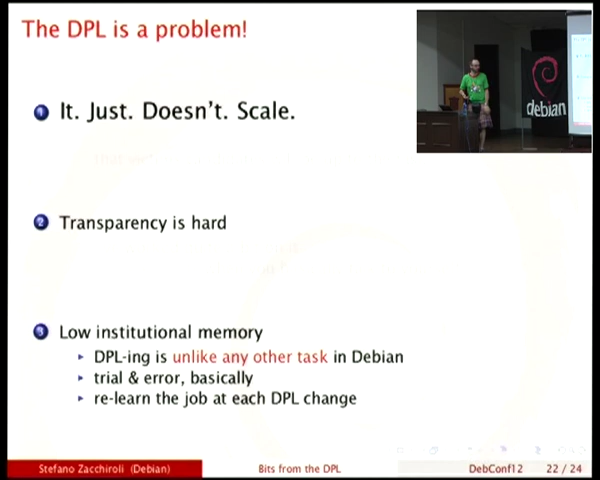 The DPL is a problem!
1 It. Just. Doesn't. Scale.
debian
2 Transparency is hard
3 Low institutional memory
DPL-ing is unlike any other task in Debian
trial & error, basically
re-learn the job at each DPL change
Stefano Zacchiroli (Debian)
Bits from the DPL
DebConf12
22 / 24